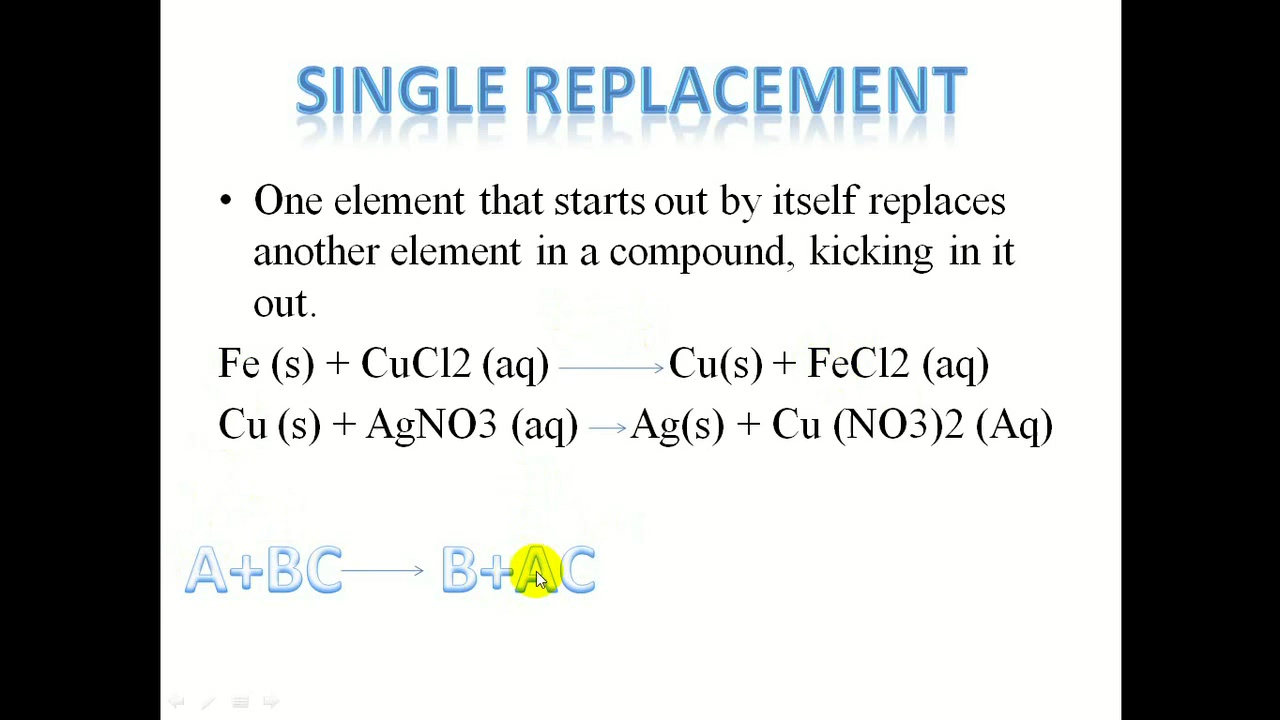 SINGLE REPLACEMENT
• One element that starts out by itself replaces
another element in a compound, kicking in it
out.
Fe (s) + CuCl2 (aq) → Cu(s) + FeCl2 (aq)
Cu (s) + AgNO3 (aq) → Ag(s) + Cu (NO3)2 (Aq)
A+BC → B+AC